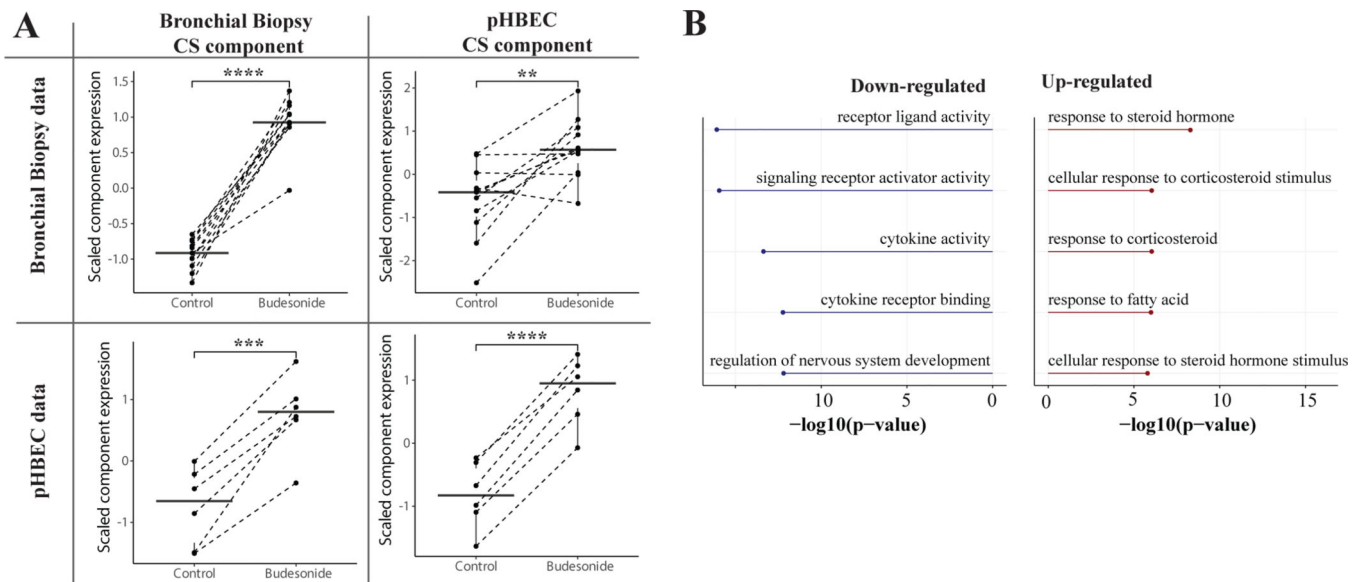 A
Bronchial Biopsy
CS component
pHBEC
CS component
Bronchial Biopsy data
Scaled component expression
1.5
1.0
0.5
0.0
-0.5
-1.0
****
Control
Budesonide
Scaled component expression
2
1
0
-1
-2
**
Control
Budesonide
pHBEC data
Scaled component expression
1
0
-1
***
Control
Budesonide
Scaled component expression
1
0
-1
****
Control
Budesonide
B
Down-regulated
receptor ligand activity
signaling receptor activator activity
cytokine activity
cytokine receptor binding
regulation of nervous system development
10 5 0
−log10(p−value)
Up-regulated
response to steroid hormone
cellular response to corticosteroid stimulus
response to corticosteroid
response to fatty acid
cellular response to steroid hormone stimulus
0 5 10 15
−log10(p−value)